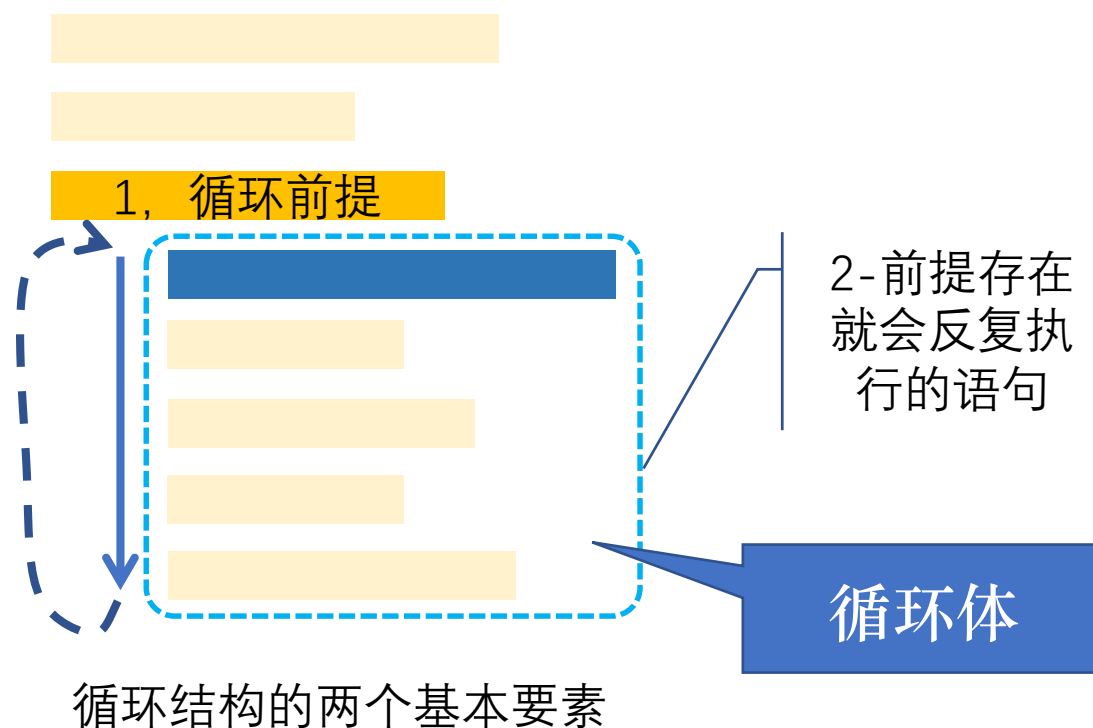 1，循环前提
2-前提存在
就会反复执
行的语句
循环体
循环结构的两个基本要素